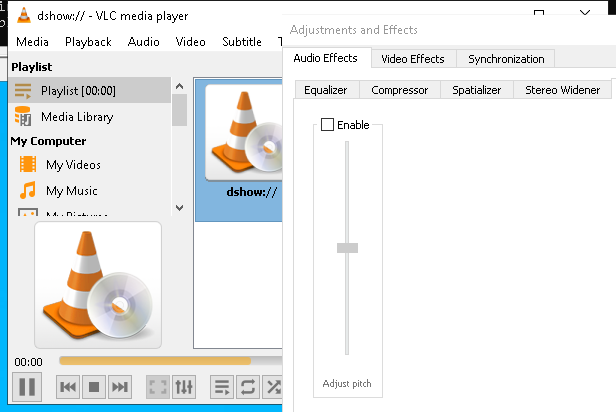 dshow:// - VLC media player
Media Playback Audio Video Subtitle
Playlist
Playlist [00:00]
Media Library
My Computer
My Videos
My Music
My Pictures
dshow://
00:00
Adjustments and Effects
Audio Effects Video Effects Synchronization
Equalizer Compressor Spatializer Stereo Widener
Enable
Adjust pitch